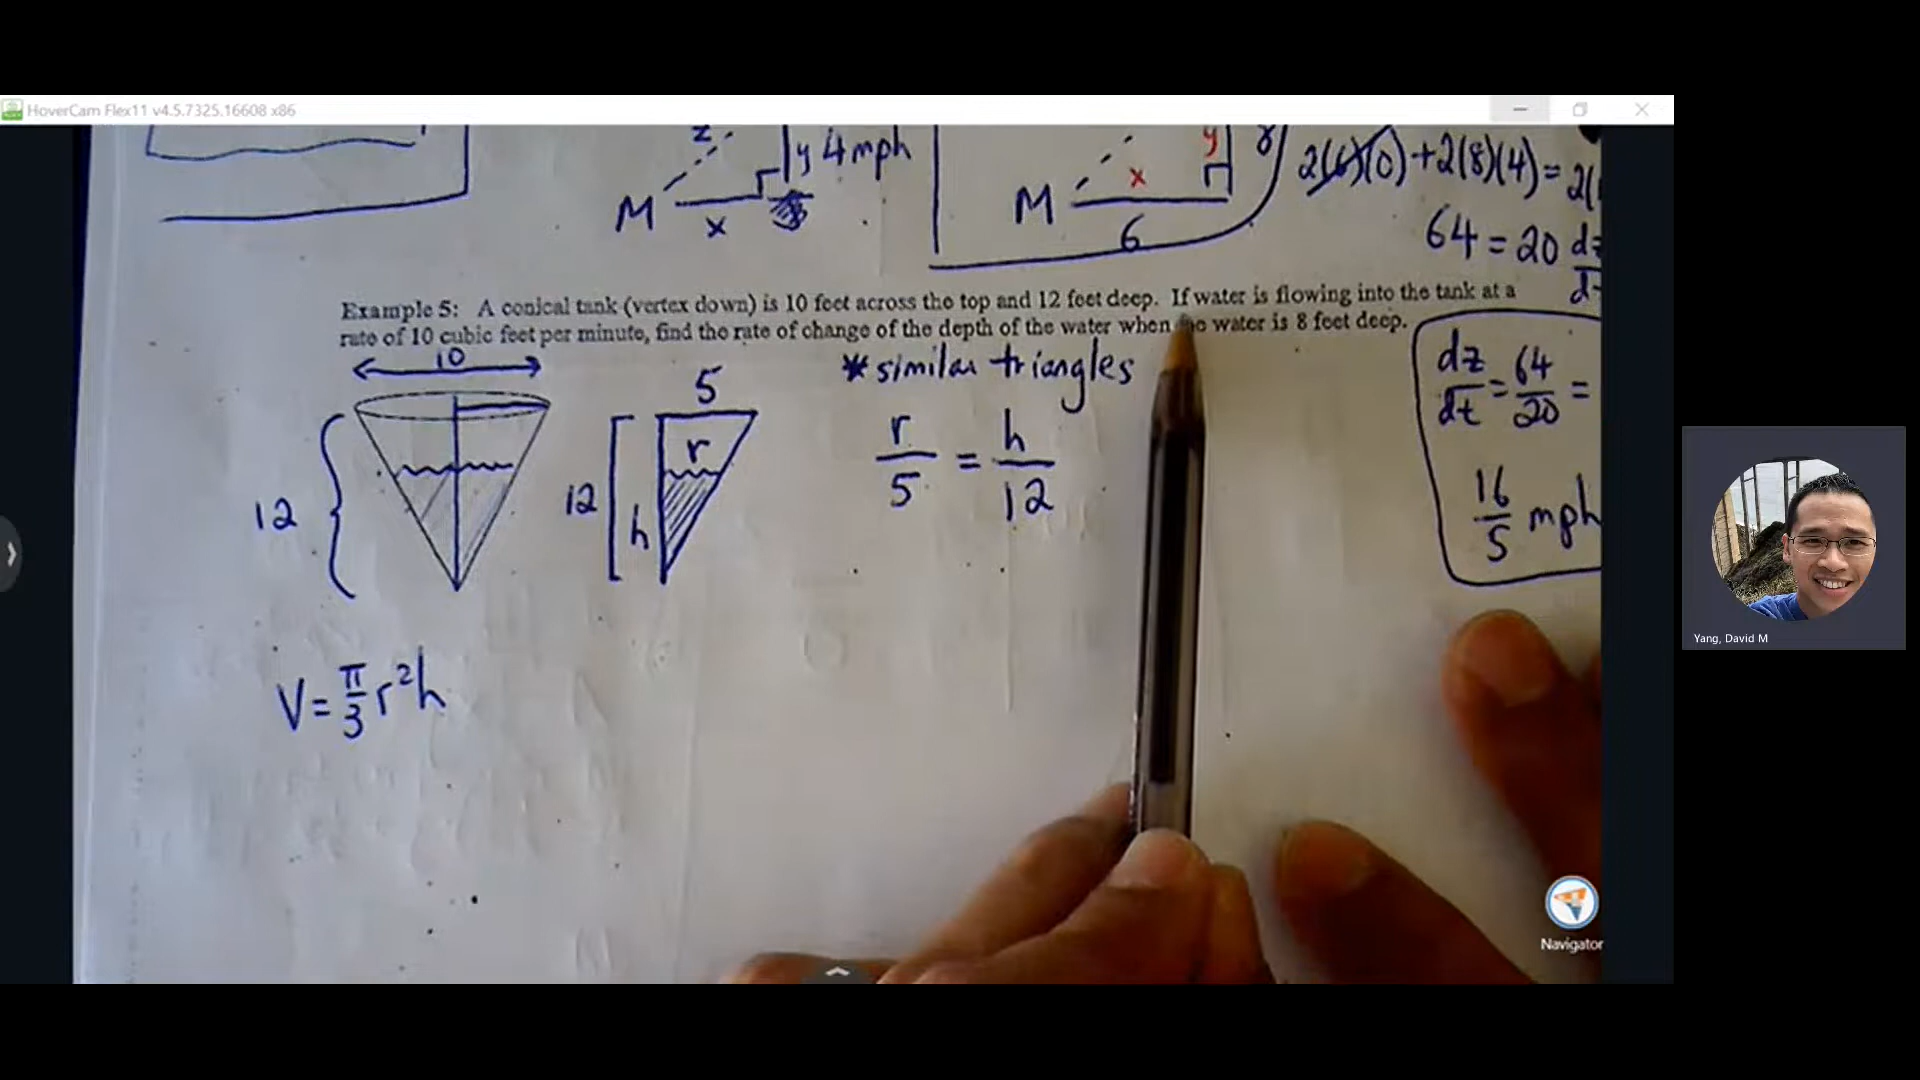 HoverCam Flex11 v4.5.7325.16608 x86
z
y 4mph
M
x
y
8
M
x
6
2(6)(0)+2(8)(4)=2(
64=20 dz
d
Example 5: A conical tank (vertex down) is 10 feet across the top and 12 feet deep. If water is flowing into the tank at a
rate of 10 cubic feet per minute, find the rate of change of the depth of the water when the water is 8 feet deep.
10
12
5
r
12
h
* similar triangles
r/5 = h/12
dz/dt = 64/20 =
16/5 mph
V = π/3 r²h
Yang, David M
Navigator